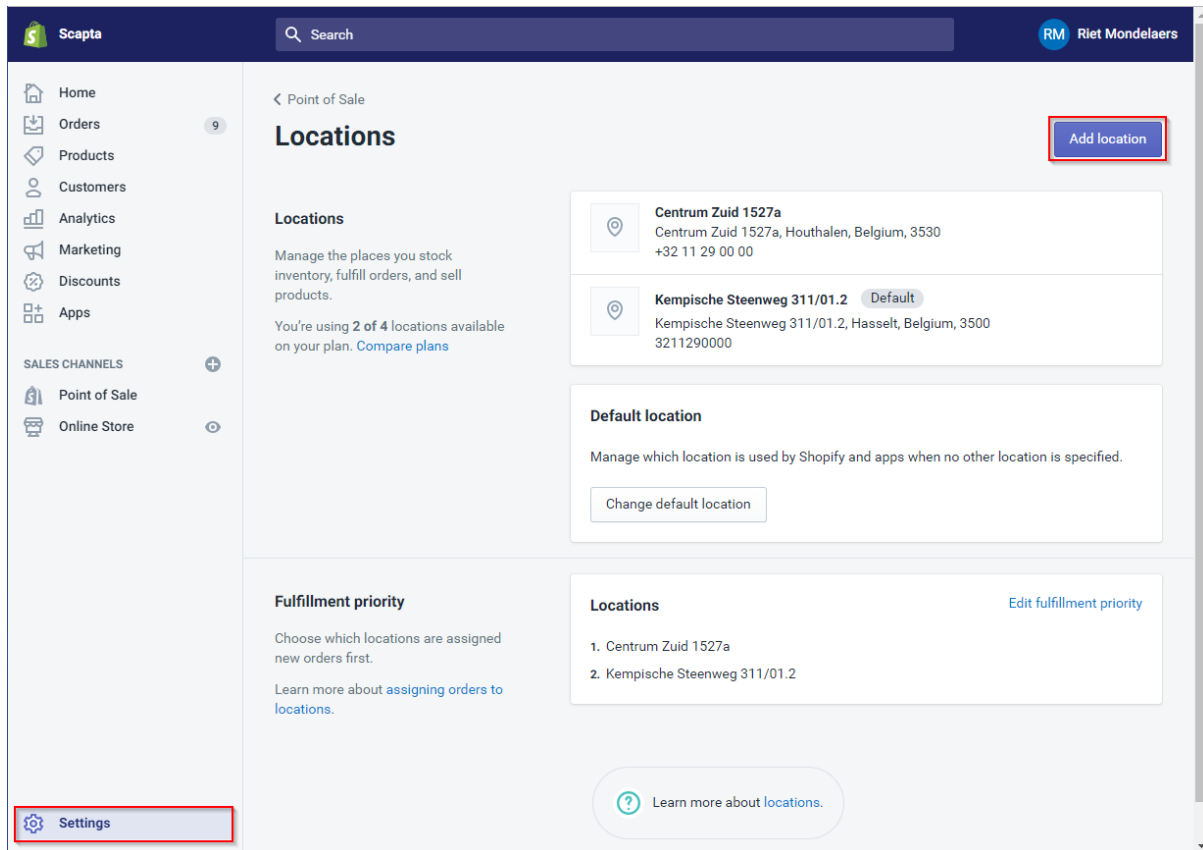 Scapta
Search
RM Riet Mondelaers
Home
Orders 9
Products
Customers
Analytics
Marketing
Discounts
Apps
SALES CHANNELS
Point of Sale
Online Store
Settings
Point of Sale
Locations
Add location
Locations
Manage the places you stock
inventory, fulfill orders, and sell
products.
You're using 2 of 4 locations available
on your plan. Compare plans
Centrum Zuid 1527a
Centrum Zuid 1527a, Houthalen, Belgium, 3530
+32 11 29 00 00
Kempische Steenweg 311/01.2 Default
Kempische Steenweg 311/01.2, Hasselt, Belgium, 3500
3211290000
Default location
Manage which location is used by Shopify and apps when no other location is specified.
Change default location
Fulfillment priority
Choose which locations are assigned
new orders first.
Learn more about assigning orders to
locations.
Locations
Edit fulfillment priority
1. Centrum Zuid 1527a
2. Kempische Steenweg 311/01.2
Learn more about locations.